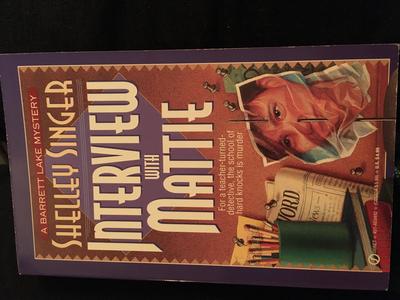 A BARRETT LAKE MYSTERY
SHELLEY SINGER
INTERVIEW
WITH
MATTIE
For a teacher-turned-
detective, the school of
hard knocks is murder
WORD